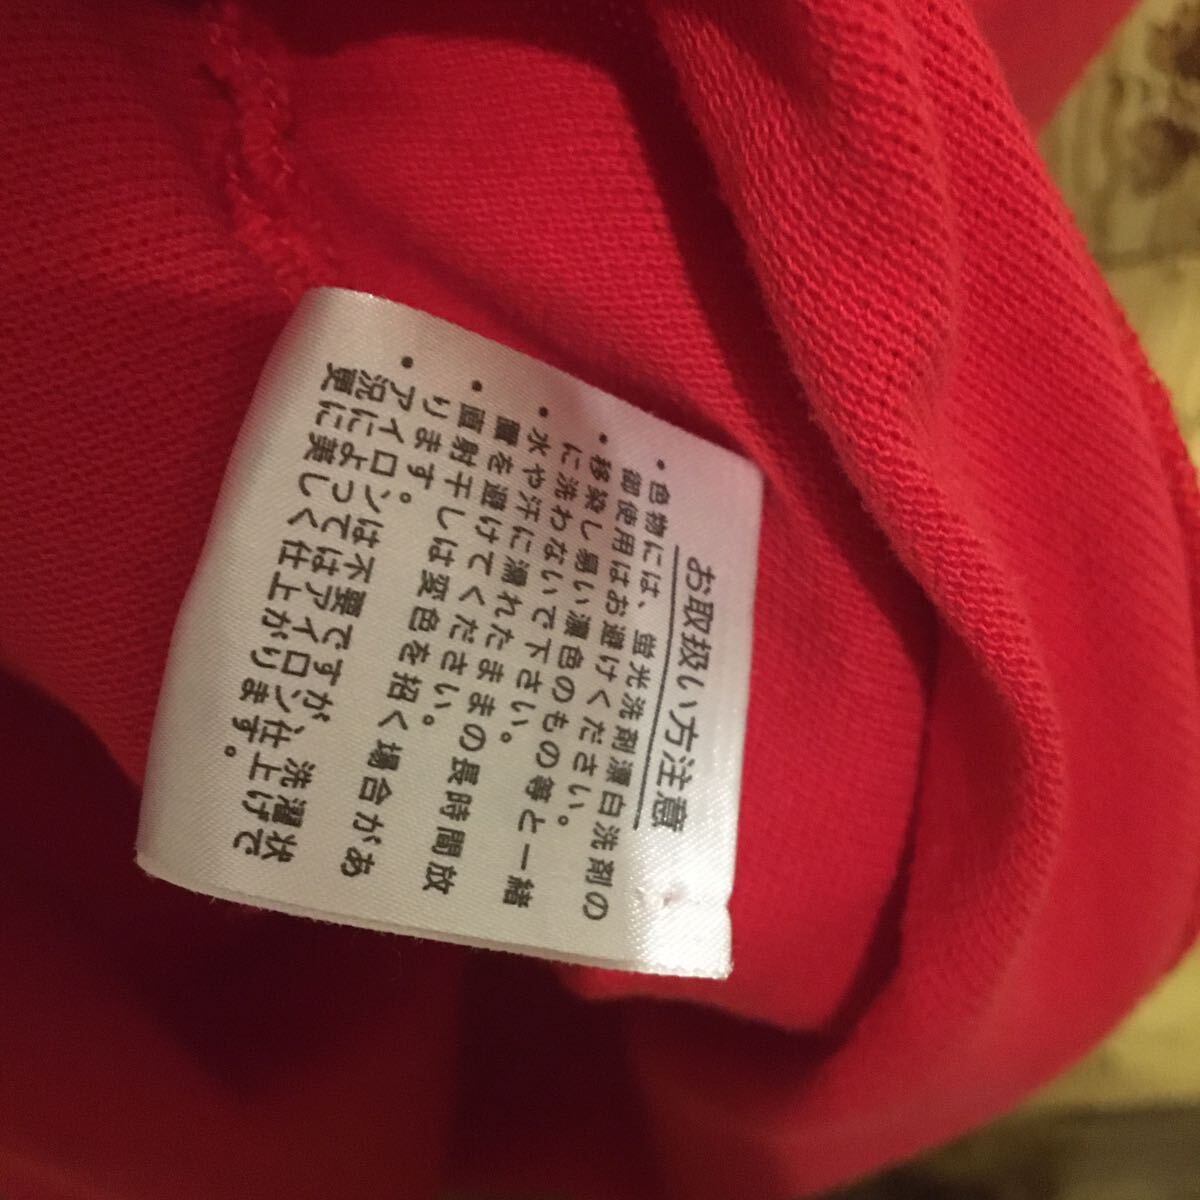 お取扱い方注意
・色物には、蛍光洗剤漂白洗剤の
御使用はお避けください。
・移染し易い濃色のもの等と一緒
に洗わないで下さい。
・水や汗に濡れたままの長時間放
置を避けてください。
・直射干しは変色を招く場合があ
ります。
・アイロンは不要ですが、洗濯状
況によってはアイロン仕上げで
更に美しく仕上がります。